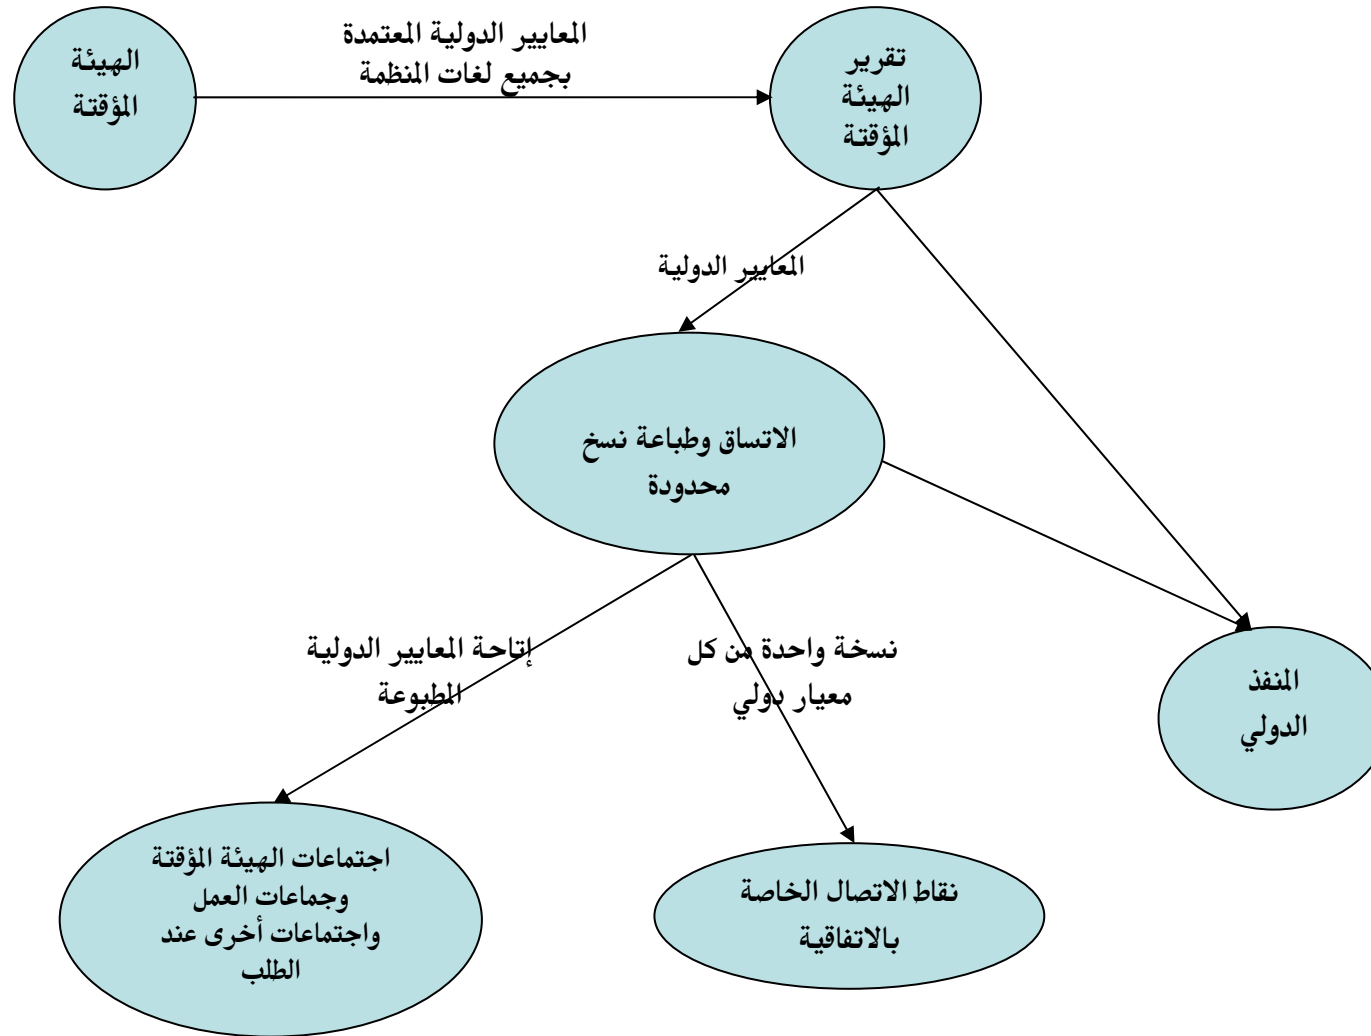 المعايير الدولية المعتمدة
بجميع لغات المنظمة
تقرير
الهيئة
المؤقتة
الهيئة
المؤقتة
المعايير الدولية
الاتساق وطباعة نسخ
محدودة
نسخة واحدة من كل
معيار دولي
إتاحة المعايير الدولية
المطبوعة
المنفذ
الدولي
نقاط الاتصال الخاصة
بالاتفاقية
اجتماعات الهيئة المؤقتة
وجماعات العمل
واجتماعات أخرى عند
الطلب